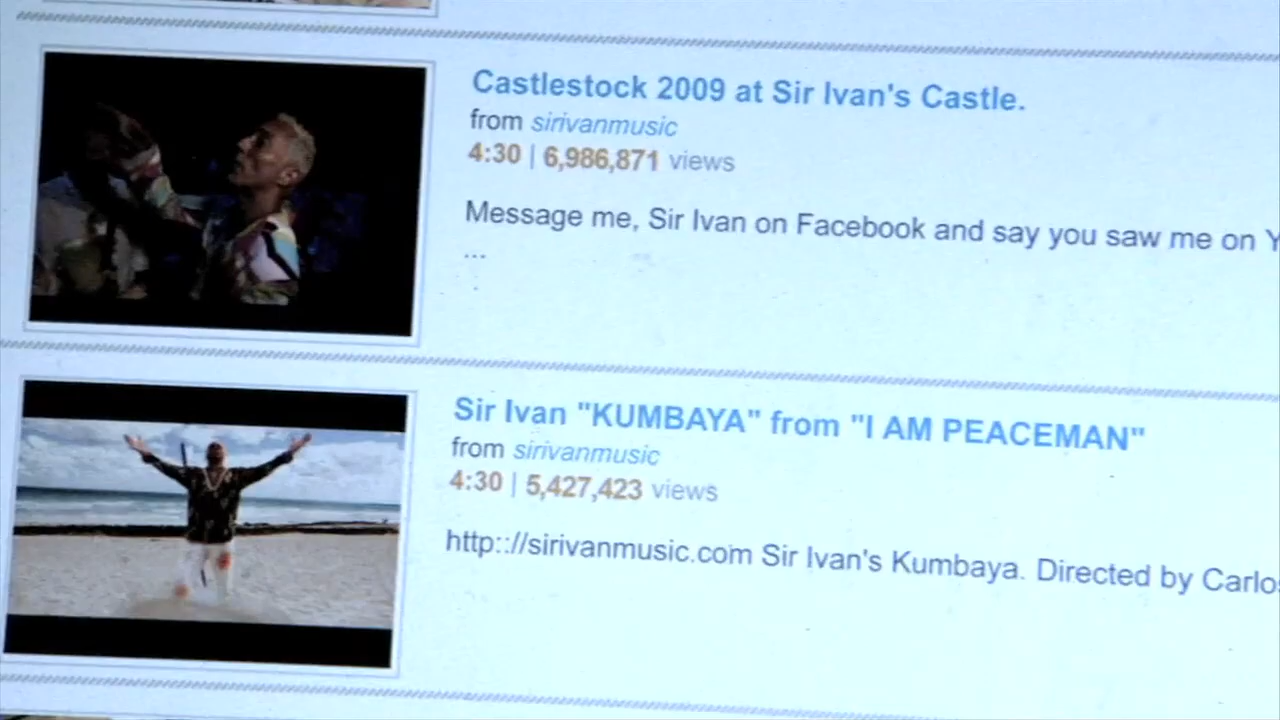 Castlestock 2009 at Sir Ivan's Castle.
from sirivanmusic
4:30 | 6,986,871 views
Message me, Sir Ivan on Facebook and say you saw me on Y
...
Sir Ivan "KUMBAYA" from "I AM PEACEMAN"
from sirivanmusic
4:30 | 5,427,423 views
http:://sirivanmusic.com Sir Ivan's Kumbaya. Directed by Carlo